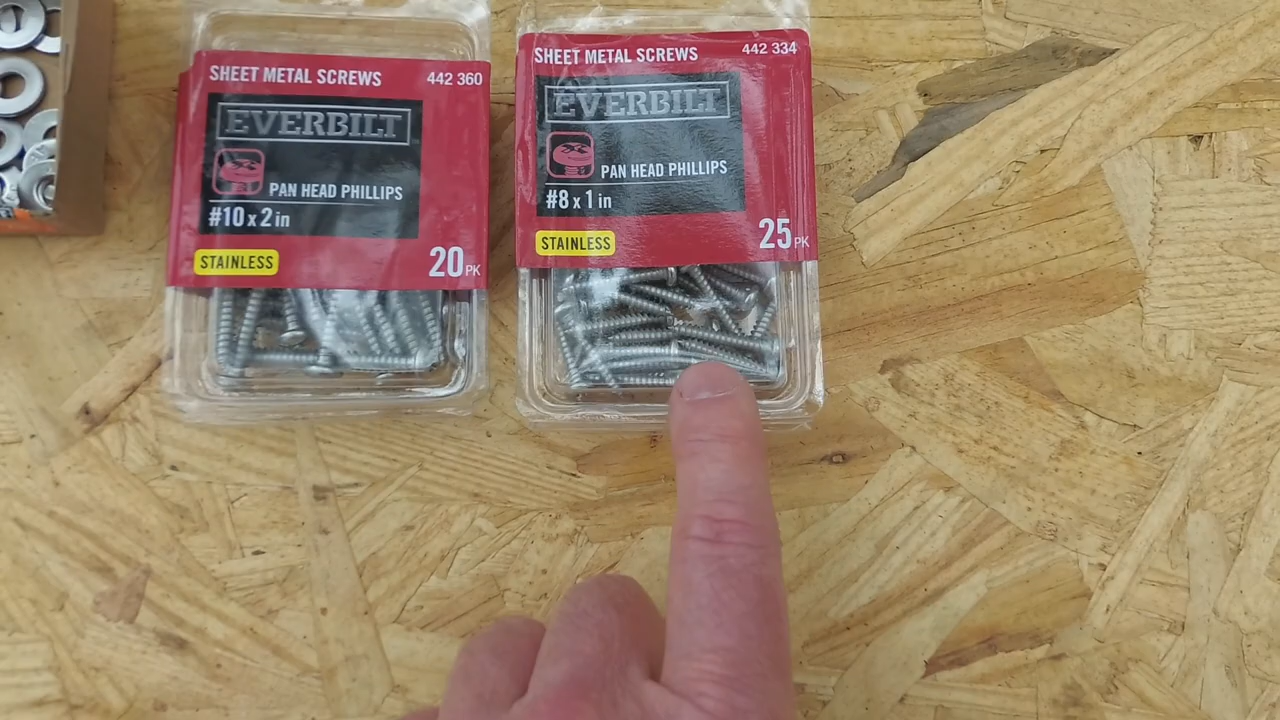 SHEET METAL SCREWS 442 360
EVERBILT
PAN HEAD PHILLIPS
#10 x 2 in
STAINLESS
20 PK
SHEET METAL SCREWS 442 334
EVERBILT
PAN HEAD PHILLIPS
#8 x 1 in
STAINLESS
25 PK